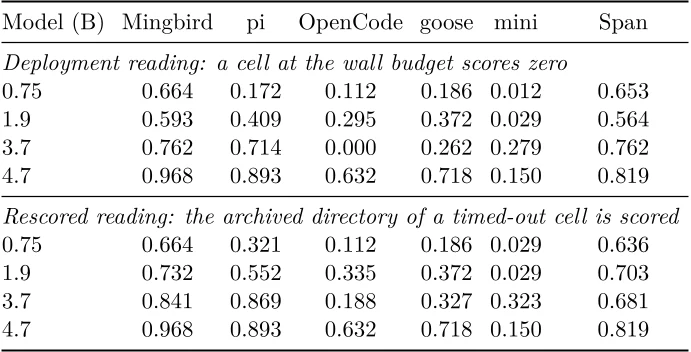 Model (B) Mingbird pi OpenCode goose mini Span
Deployment reading: a cell at the wall budget scores zero
0.75 0.664 0.172 0.112 0.186 0.012 0.653
1.9 0.593 0.409 0.295 0.372 0.029 0.564
3.7 0.762 0.714 0.000 0.262 0.279 0.762
4.7 0.968 0.893 0.632 0.718 0.150 0.819
Rescored reading: the archived directory of a timed-out cell is scored
0.75 0.664 0.321 0.112 0.186 0.029 0.636
1.9 0.732 0.552 0.335 0.372 0.029 0.703
3.7 0.841 0.869 0.188 0.327 0.323 0.681
4.7 0.968 0.893 0.632 0.718 0.150 0.819